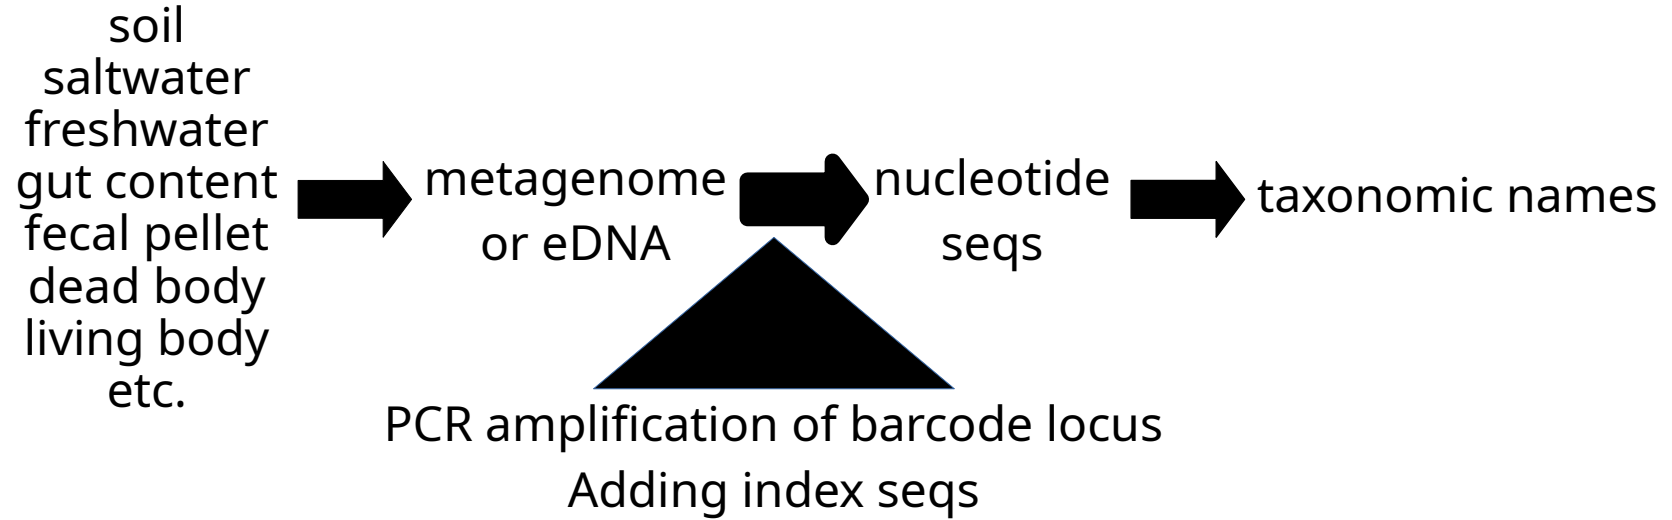 soil
saltwater
freshwater
gut content
fecal pellet
dead body
living body
etc.
metagenome
or eDNA
nucleotide
seqs
taxonomic names
PCR amplification of barcode locus
Adding index seqs